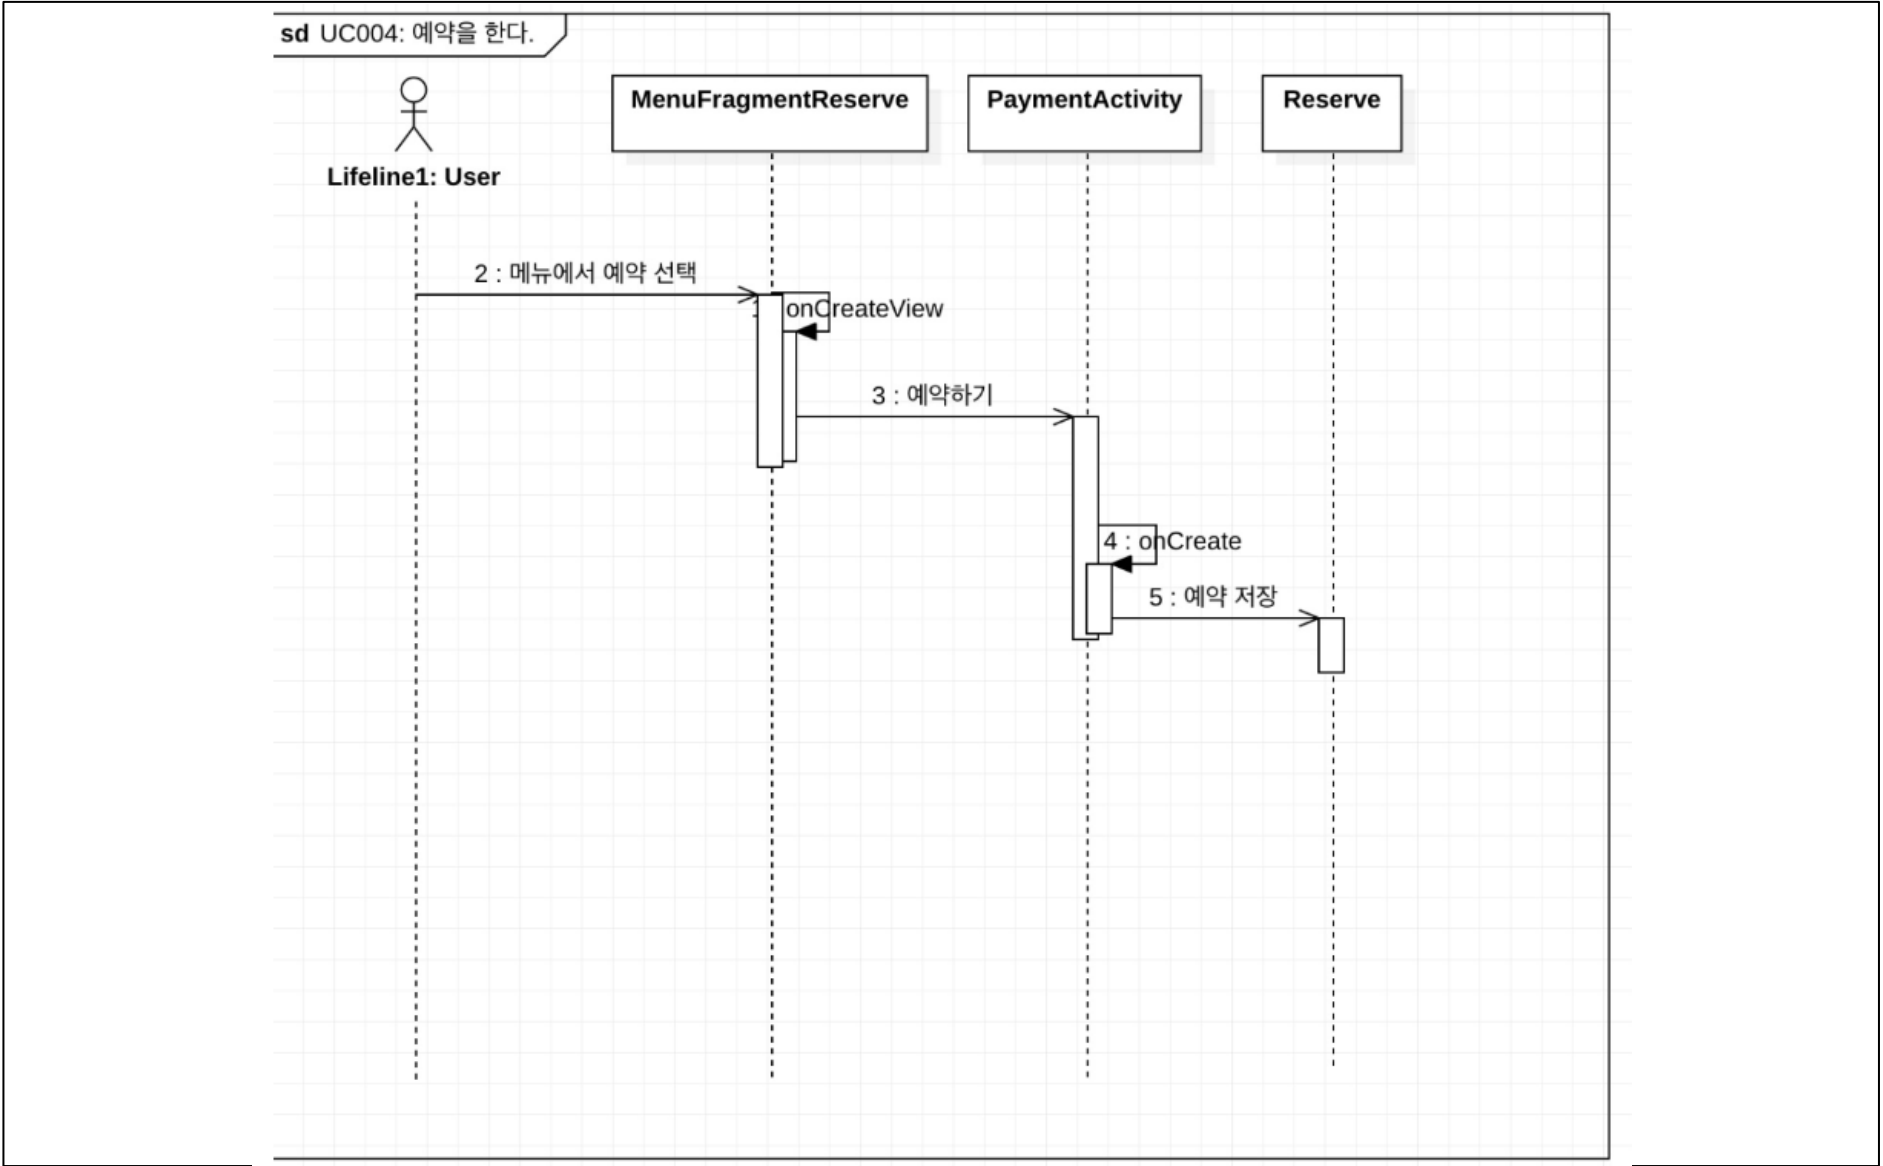 sd UC004: 예약을 한다.
MenuFragmentReserve
PaymentActivity
Reserve
Lifeline1: User
2 : 메뉴에서 예약 선택
onCreateView
3 : 예약하기
4 : onCreate
5 : 예약 저장